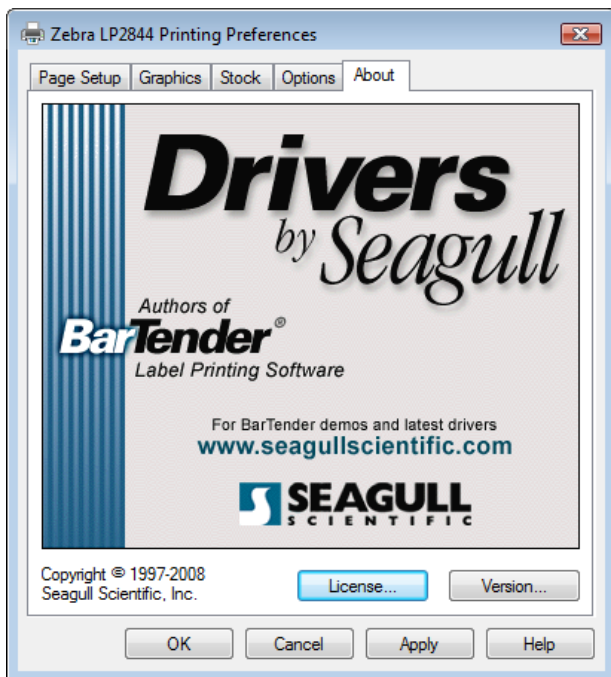 Zebra LP2844 Printing Preferences
Page Setup Graphics Stock Options About
Drivers
by Seagull
Authors of
BarTender®
Label Printing Software
For BarTender demos and latest drivers
www.seagullscientific.com
SEAGULL
SCIENTIFIC
Copyright © 1997-2008
Seagull Scientific, Inc.
License... Version...
OK Cancel Apply Help